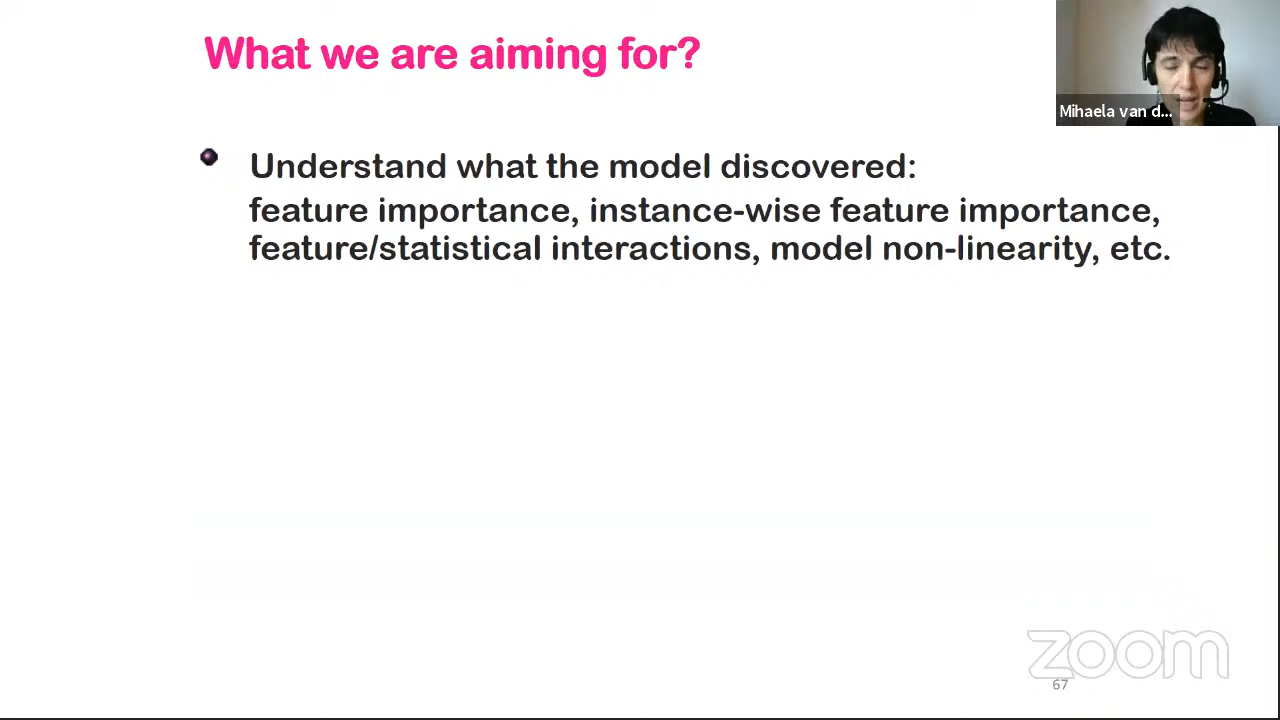 What we are aiming for?
Mihaela van d...
Understand what the model discovered:
feature importance, instance-wise feature importance,
feature/statistical interactions, model non-linearity, etc.
zoom
67